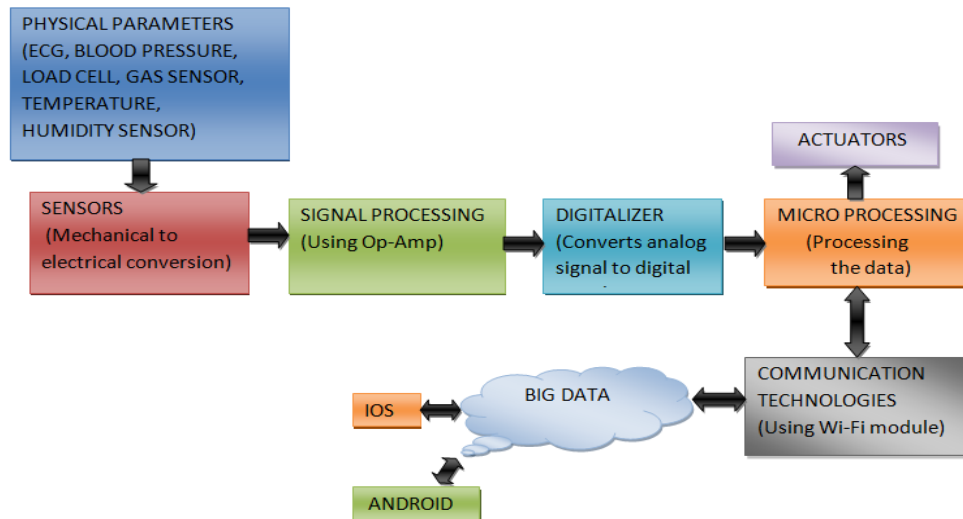 PHYSICAL PARAMETERS
(ECG, BLOOD PRESSURE,
LOAD CELL, GAS SENSOR,
TEMPERATURE,
HUMIDITY SENSOR)
ACTUATORS
SENSORS
(Mechanical to
electrical conversion)
SIGNAL PROCESSING
(Using Op-Amp)
DIGITALIZER
(Converts analog
signal to digital
MICRO PROCESSING
(Processing
the data)
COMMUNICATION
TECHNOLOGIES
(Using Wi-Fi module)
BIG DATA
IOS
ANDROID